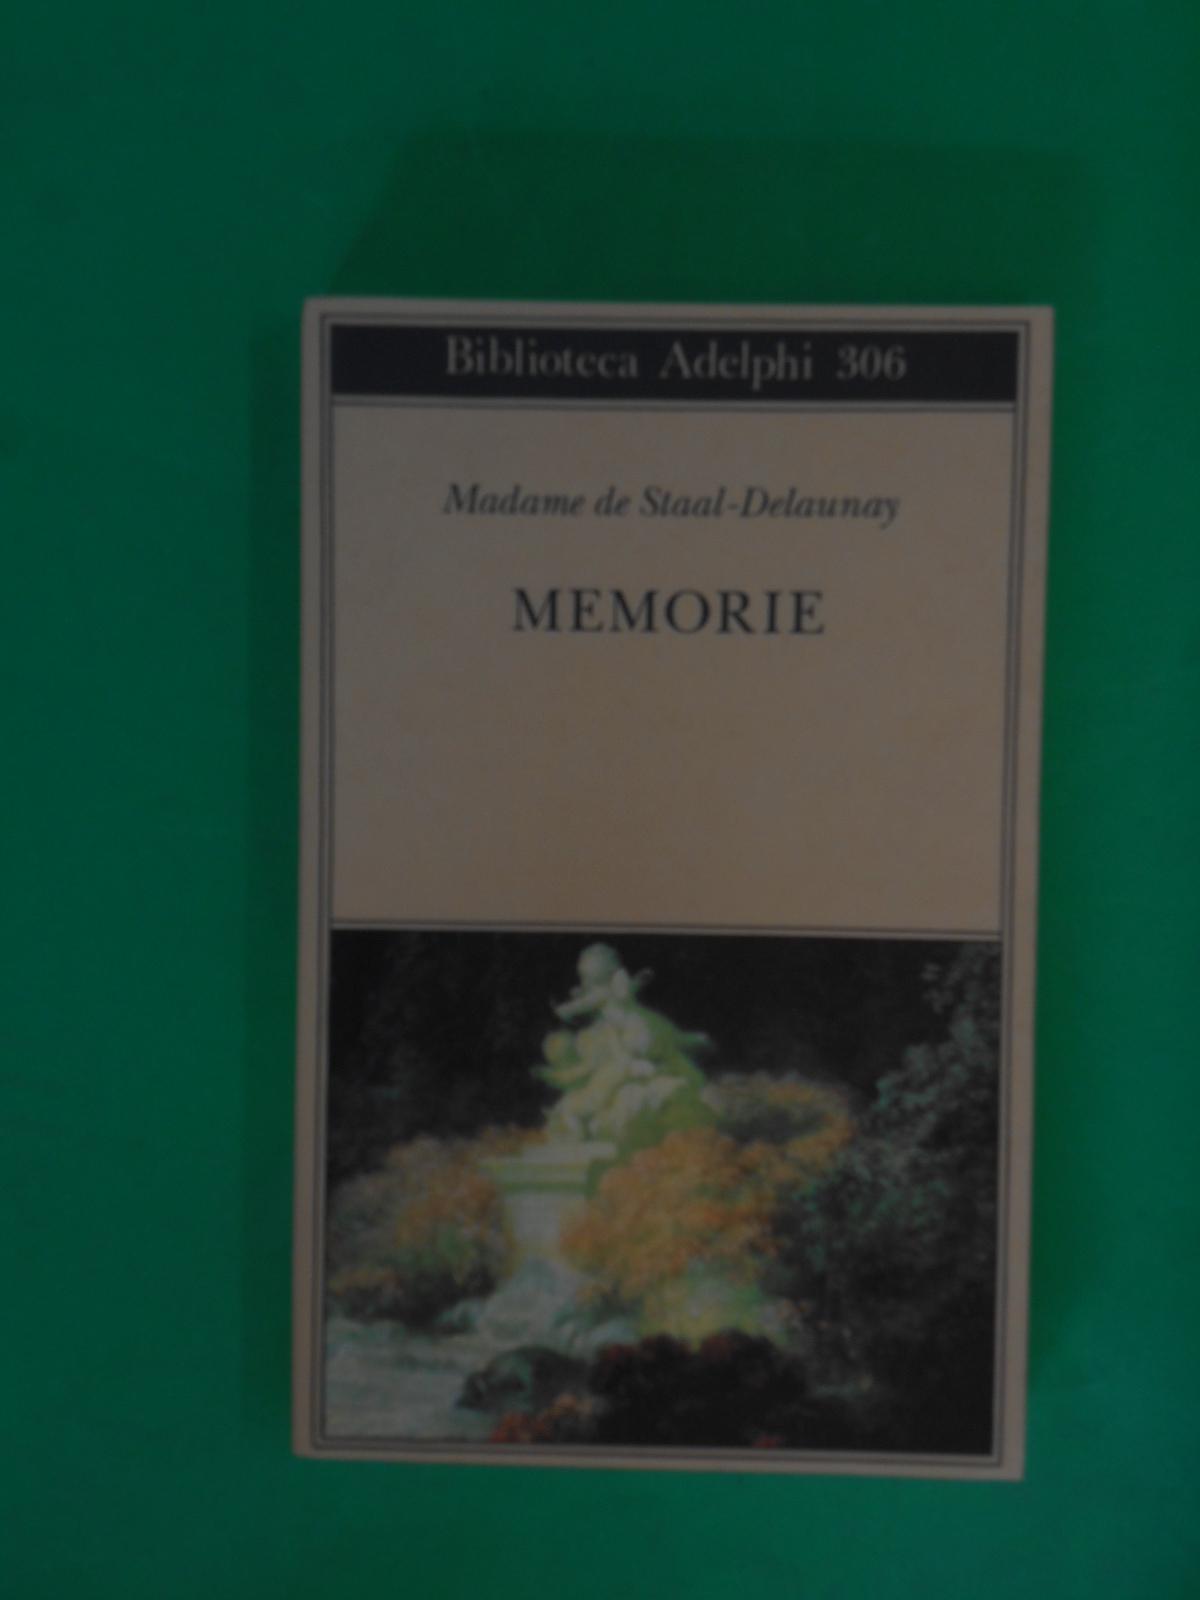 Biblioteca Adelphi 306
Madame de Staal-Delaunay
MEMORIE